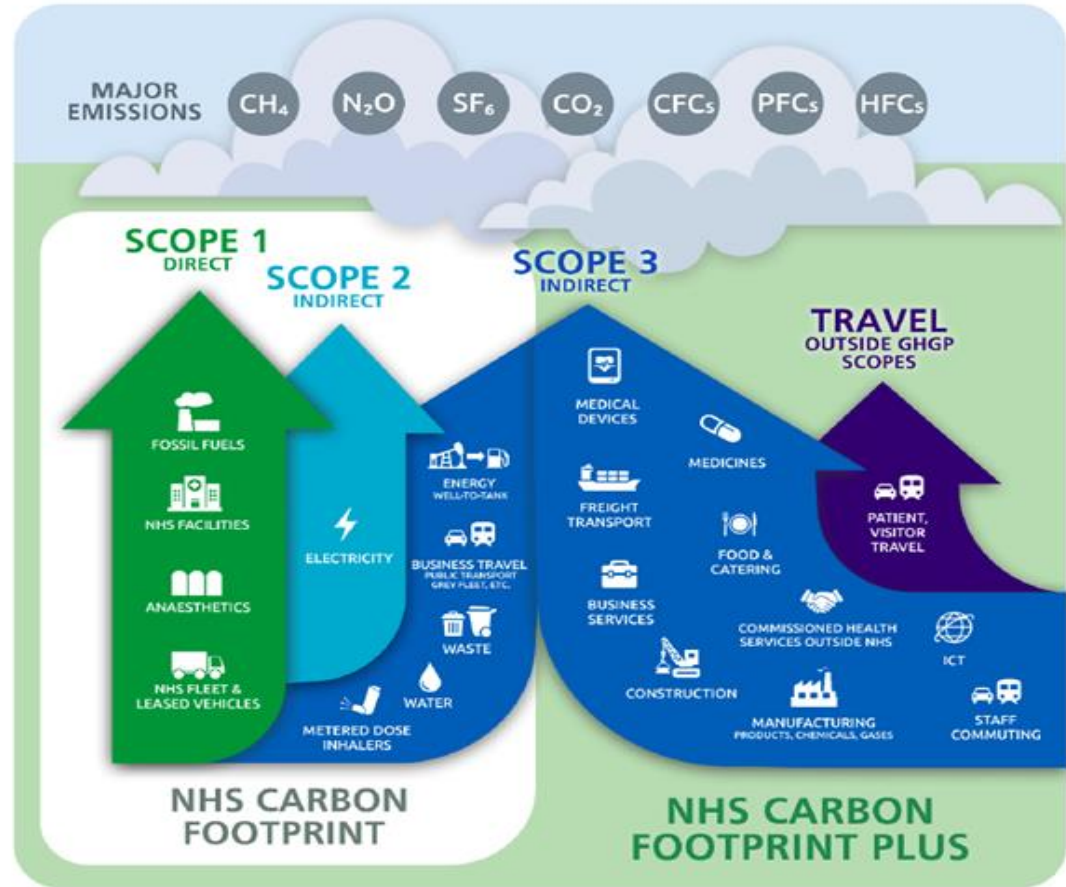 MAJOR
EMISSIONS
CH₄
N₂O
SF₆
CO₂
CFCs
PFCs
HFCs
SCOPE 1
DIRECT
FOSSIL FUELS
NHS FACILITIES
ANAESTHETICS
NHS FLEET &
LEASED VEHICLES
SCOPE 2
INDIRECT
ELECTRICITY
SCOPE 3
INDIRECT
ENERGY
WELL-TO-TANK
BUSINESS TRAVEL
PUBLIC TRANSPORT
GREY FLEET, ETC.
WASTE
WATER
METERED DOSE
INHALERS
MEDICAL
DEVICES
MEDICINES
FREIGHT
TRANSPORT
FOOD &
CATERING
BUSINESS
SERVICES
COMMISSIONED HEALTH
SERVICES OUTSIDE NHS
ICT
CONSTRUCTION
MANUFACTURING
PRODUCTS, CHEMICALS, GASES
STAFF
COMMUTING
TRAVEL
OUTSIDE GHGP
SCOPES
PATIENT,
VISITOR
TRAVEL
NHS CARBON
FOOTPRINT
NHS CARBON
FOOTPRINT PLUS